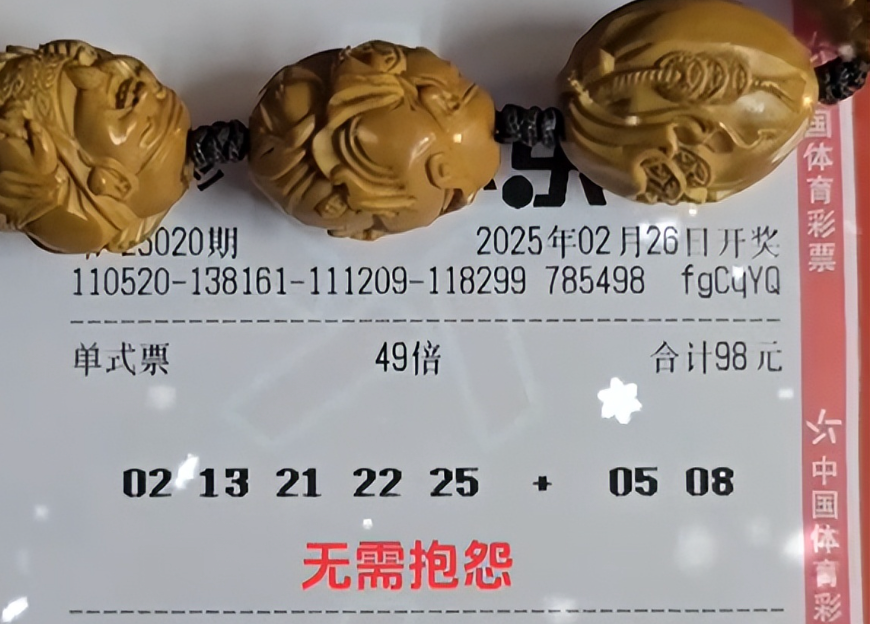 乐
25020期 2025年02月26日开奖
110520-138161-111209-118299 785498 fgCqYQ
单式票 49倍 合计98元
02 13 21 22 25 + 05 08
无需抱怨
国体育彩票
中国体育彩